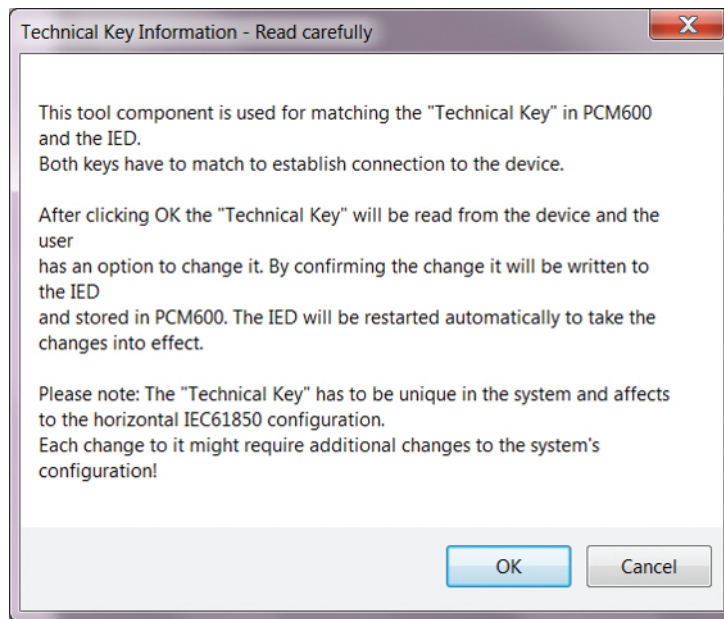 Technical Key Information - Read carefully
This tool component is used for matching the "Technical Key" in PCM600
and the IED.
Both keys have to match to establish connection to the device.
After clicking OK the "Technical Key" will be read from the device and the
user
has an option to change it. By confirming the change it will be written to
the IED
and stored in PCM600. The IED will be restarted automatically to take the
changes into effect.
Please note: The "Technical Key" has to be unique in the system and affects
to the horizontal IEC61850 configuration.
Each change to it might require additional changes to the system's
configuration!
OK
Cancel